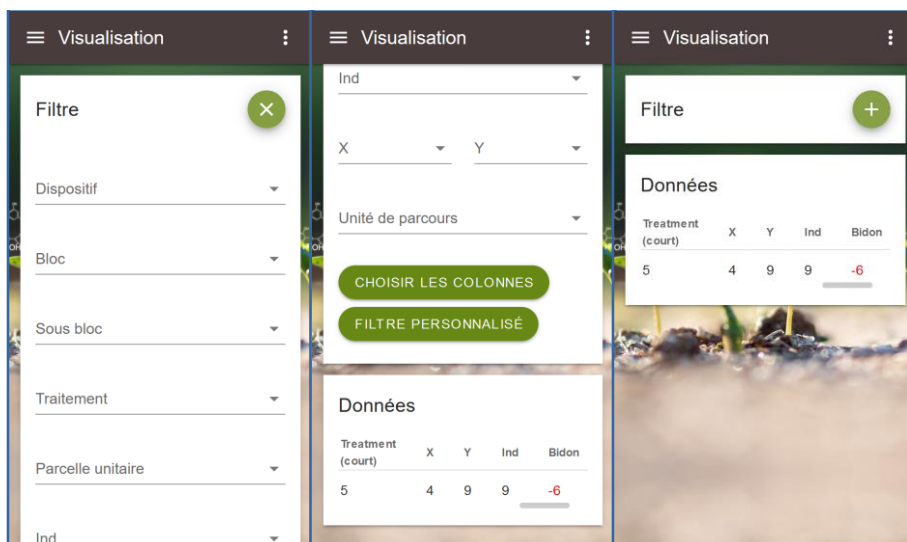 Visualisation
Filtre
Dispositif
Bloc
Sous bloc
Traitement
Parcelle unitaire
Ind
Visualisation
Ind
X Y
Unité de parcours
CHOISIR LES COLONNES
FILTRE PERSONNALISÉ
Données
Treatment
(court) X Y Ind Bidon
5 4 9 9 -6
Visualisation
Filtre
Données
Treatment
(court) X Y Ind Bidon
5 4 9 9 -6